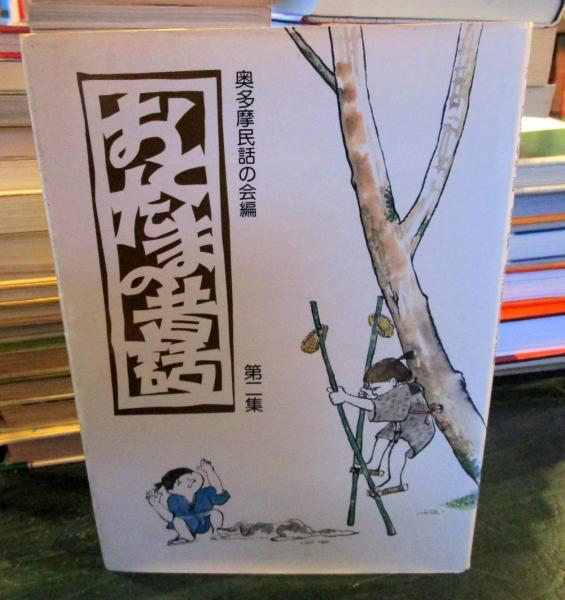 奥多摩民話の会編
おくたまの昔話
第二集